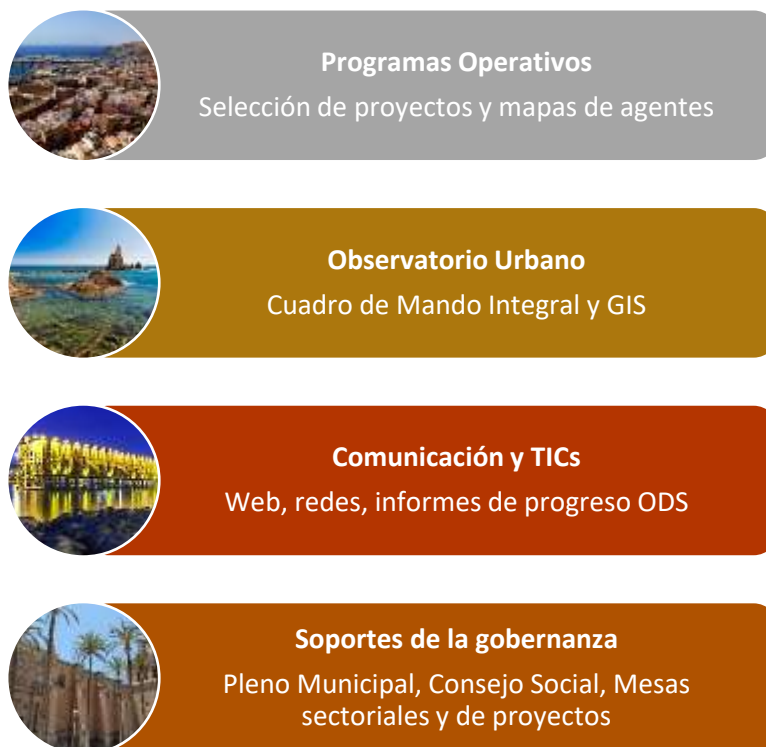 Programas Operativos
Selección de proyectos y mapas de agentes
Observatorio Urbano
Cuadro de Mando Integral y GIS
Comunicación y TICs
Web, redes, informes de progreso ODS
Soportes de la gobernanza
Pleno Municipal, Consejo Social, Mesas
sectoriales y de proyectos